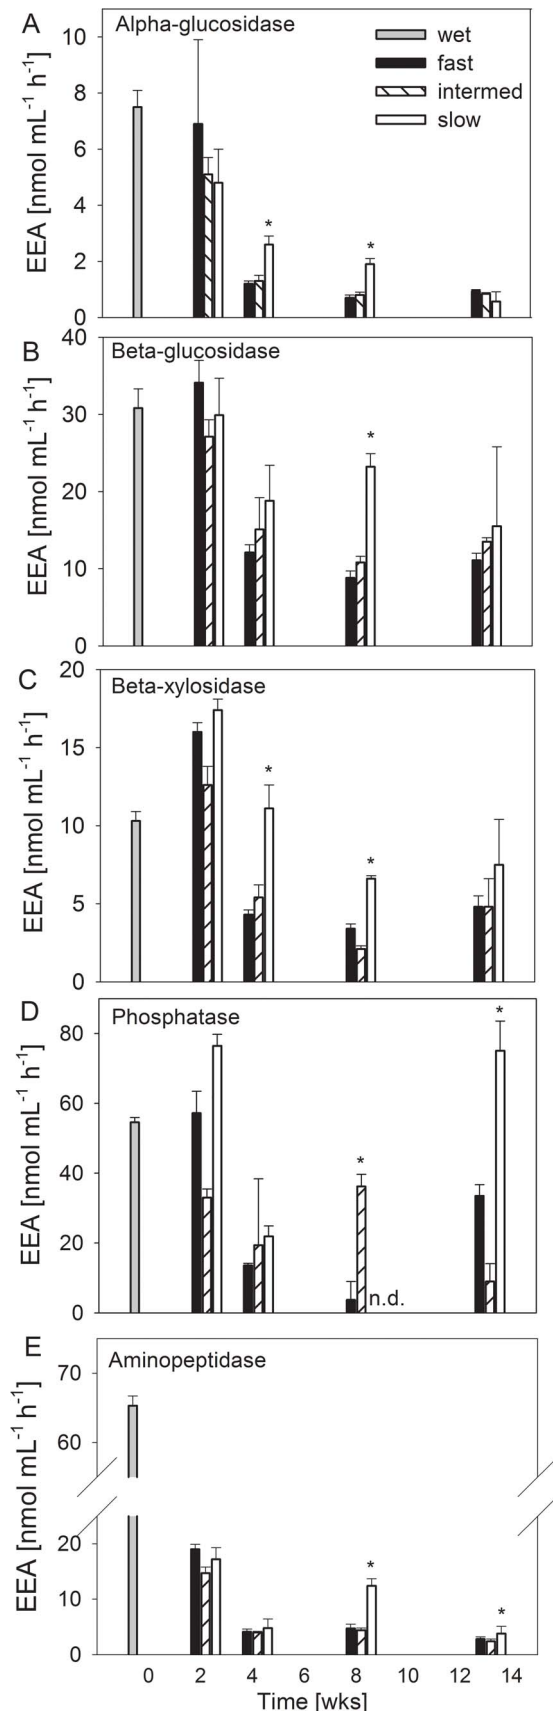 A
Alpha-glucosidase
wet
fast
intermed
slow
EEA [nmol mL⁻¹ h⁻¹]
10
8
6
4
2
0
*
*
B
Beta-glucosidase
EEA [nmol mL⁻¹ h⁻¹]
40
30
20
10
0
*
C
Beta-xylosidase
EEA [nmol mL⁻¹ h⁻¹]
20
15
10
5
0
*
*
D
Phosphatase
EEA [nmol mL⁻¹ h⁻¹]
80
60
40
20
0
*
n.d.
*
E
Aminopeptidase
EEA [nmol mL⁻¹ h⁻¹]
70
60
20
10
0
*
*
0 2 4 6 8 10 12 14
Time [wks]